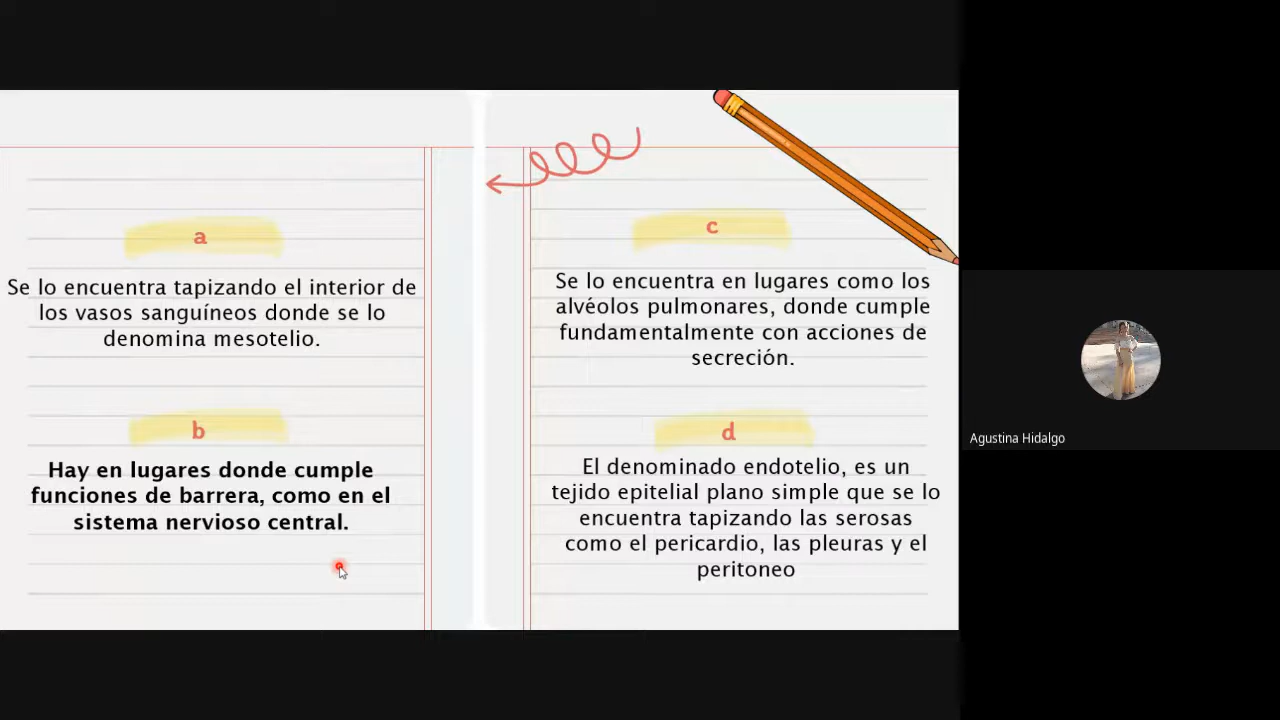 a
Se lo encuentra tapizando el interior de
los vasos sanguíneos donde se lo
denomina mesotelio.
b
Hay en lugares donde cumple
funciones de barrera, como en el
sistema nervioso central.
c
Se lo encuentra en lugares como los
alvéolos pulmonares, donde cumple
fundamentalmente con acciones de
secreción.
d
El denominado endotelio, es un
tejido epitelial plano simple que se lo
encuentra tapizando las serosas
como el pericardio, las pleuras y el
peritoneo
Agustina Hidalgo